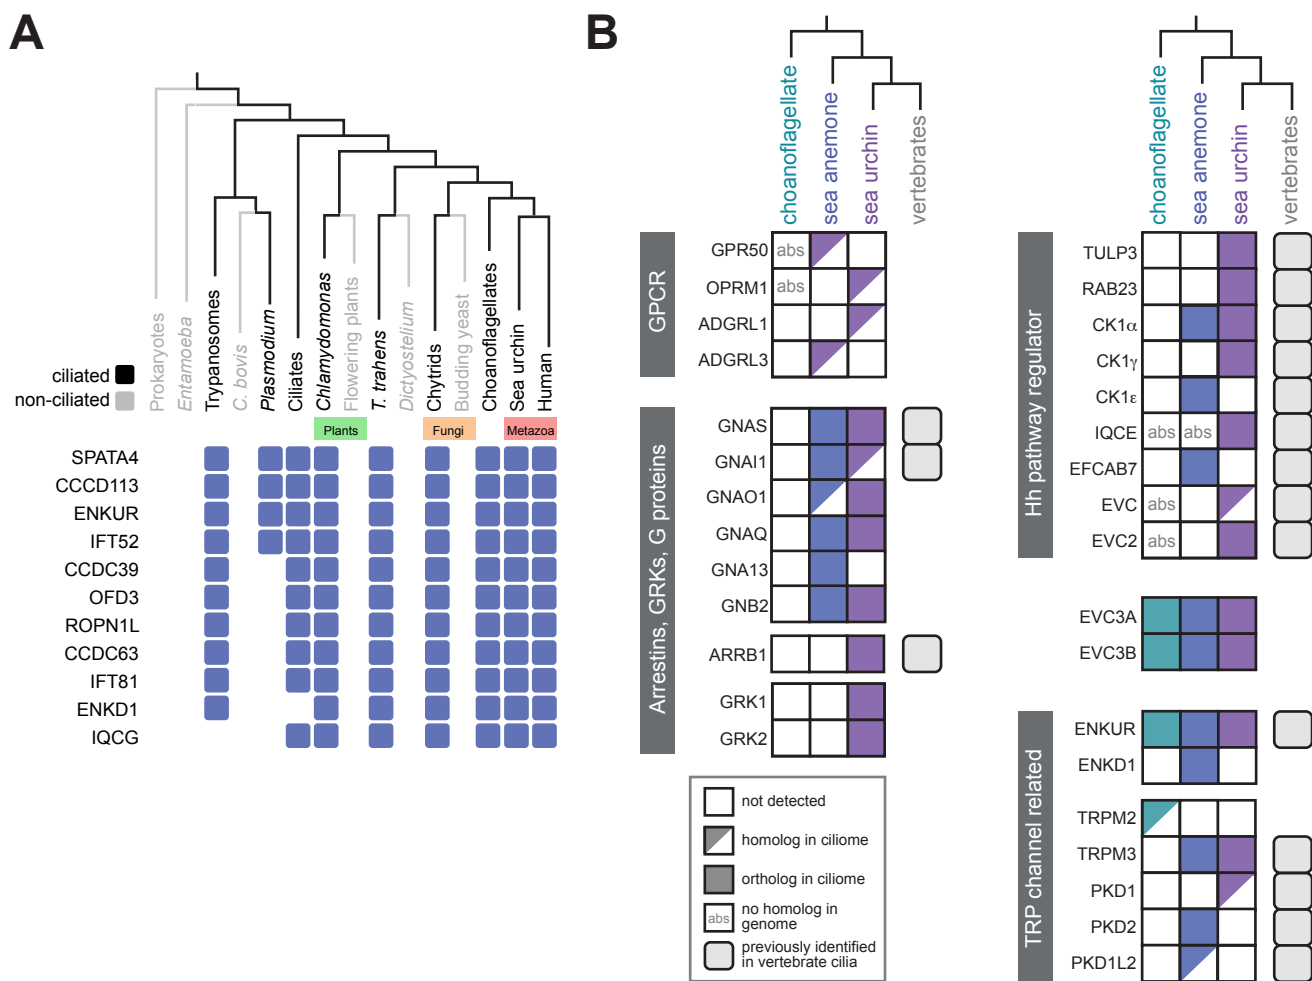 A
ciliated
non-ciliated
Prokaryotes
Entamoeba
Trypanosomes
C. bovis
Plasmodium
Ciliates
Chlamydomonas
Flowering plants
T. trahens
Dictyostelium
Chytrids
Budding yeast
Choanoflagellates
Sea urchin
Human
Plants
Fungi
Metazoa
SPATA4
CCCD113
ENKUR
IFT52
CCDC39
OFD3
ROPN1L
CCDC63
IFT81
ENKD1
IQCG
B
choanoflagellate
sea anemone
sea urchin
vertebrates
GPCR
GPR50 abs
OPRM1 abs
ADGRL1
ADGRL3
Arrestins, GRKs, G proteins
GNAS
GNAI1
GNAO1
GNAQ
GNA13
GNB2
ARRB1
GRK1
GRK2
not detected
homolog in ciliome
ortholog in ciliome
abs no homolog in
genome
previously identified
in vertebrate cilia
choanoflagellate
sea anemone
sea urchin
vertebrates
Hh pathway regulator
TULP3
RAB23
CK1α
CK1γ
CK1ε
IQCE abs abs
EFCAB7
EVC abs
EVC2 abs
EVC3A
EVC3B
TRP channel related
ENKUR
ENKD1
TRPM2
TRPM3
PKD1
PKD2
PKD1L2